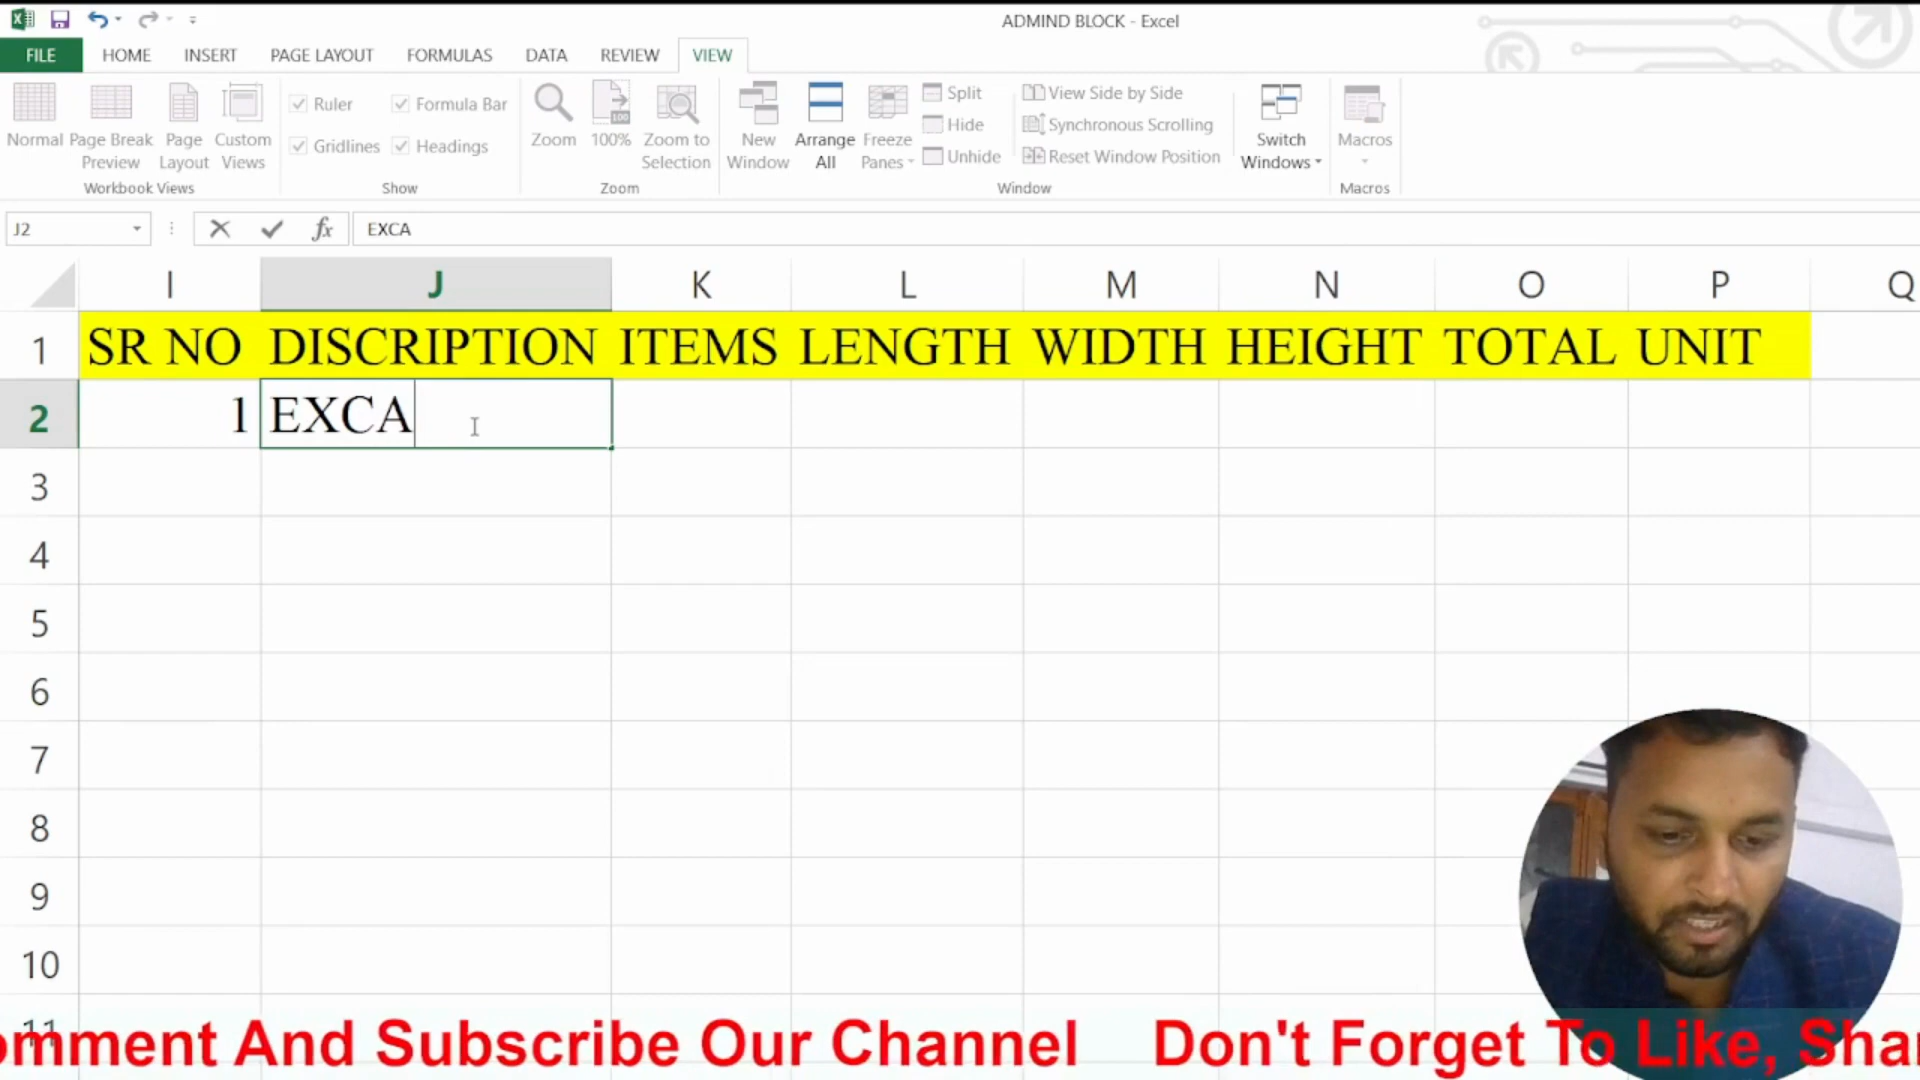 ADMIND BLOCK - Excel
FILE HOME INSERT PAGE LAYOUT FORMULAS DATA REVIEW VIEW
Normal Page Break Preview Page Layout Custom Views
Workbook Views
Ruler Formula Bar
Gridlines Headings
Show
Zoom 100% Zoom to Selection
Zoom
New Window Arrange All Freeze Panes
Split
Hide
Unhide
View Side by Side
Synchronous Scrolling
Reset Window Position
Switch Windows
Window
Macros
Macros
J2 fx EXCA
I J K L M N O P Q
1 SR NO DISCRIPTION ITEMS LENGTH WIDTH HEIGHT TOTAL UNIT
2 1 EXCA
3
4
5
6
7
8
9
10
11
omment And Subscribe Our Channel Don't Forget To Like, Shar